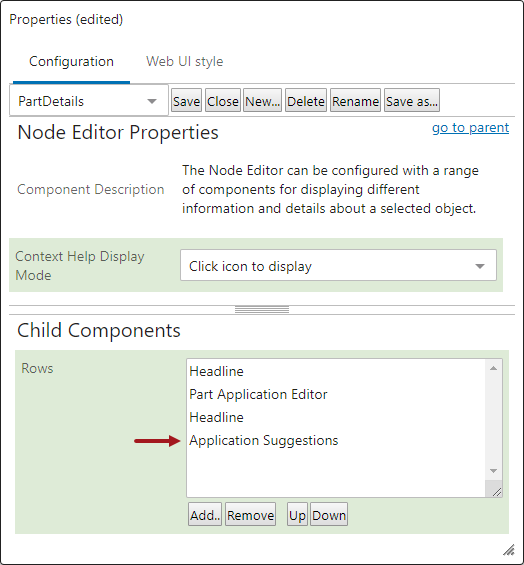 Properties (edited)
Configuration Web UI style
PartDetails Save Close New... Delete Rename Save as...
Node Editor Properties go to parent
Component Description
The Node Editor can be configured with a range
of components for displaying different
information and details about a selected object.
Context Help Display
Mode
Click icon to display
Child Components
Rows
Headline
Part Application Editor
Headline
Application Suggestions
Add.. Remove Up Down